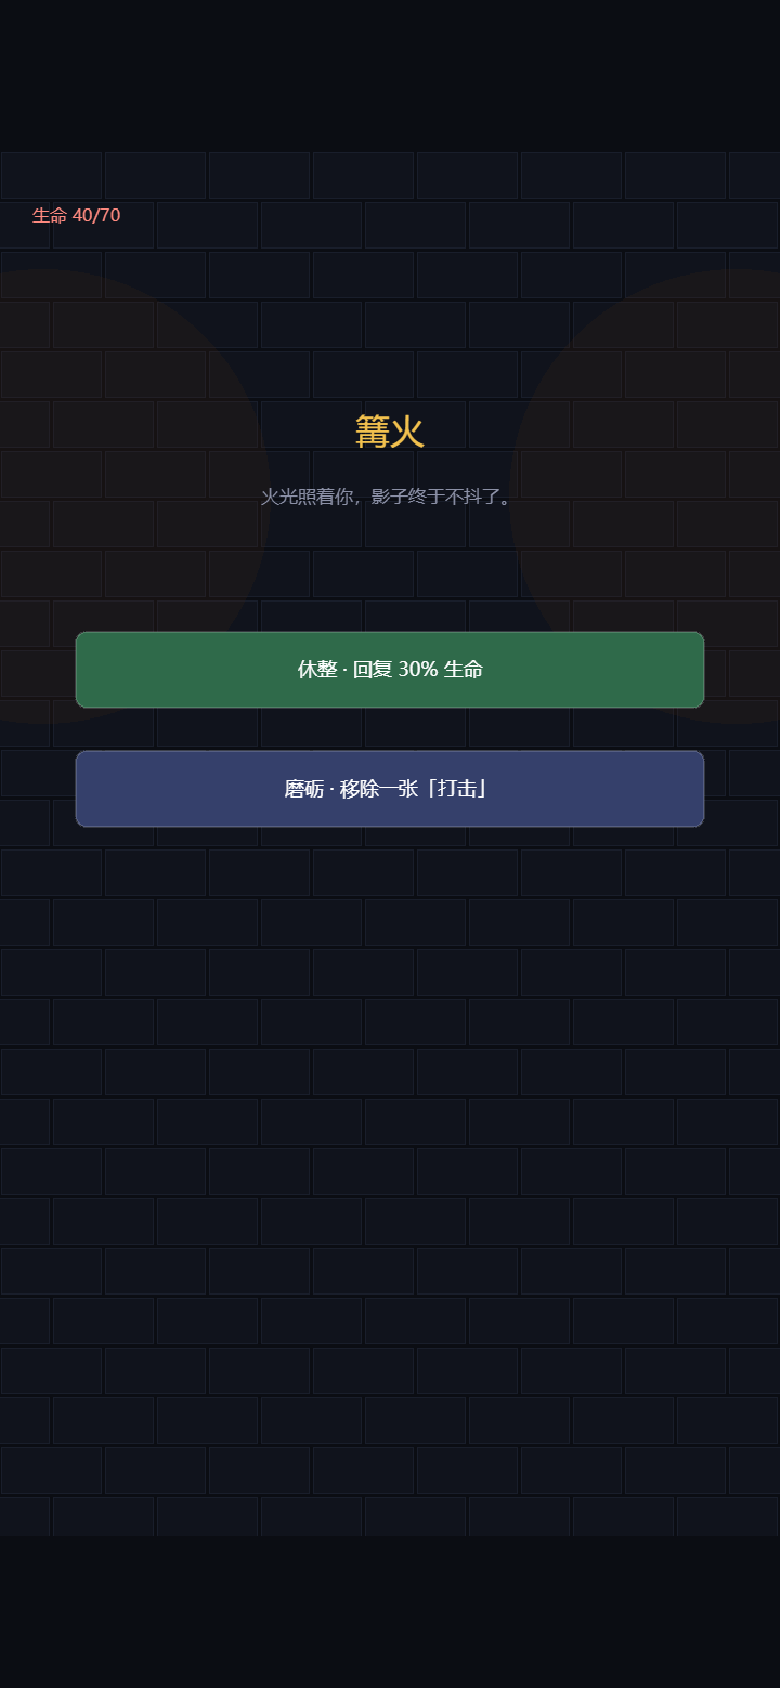 生命 40/70
篝火
火光照着你，影子终于不抖了。
休整 · 回复 30% 生命
磨砺 · 移除一张「打击」